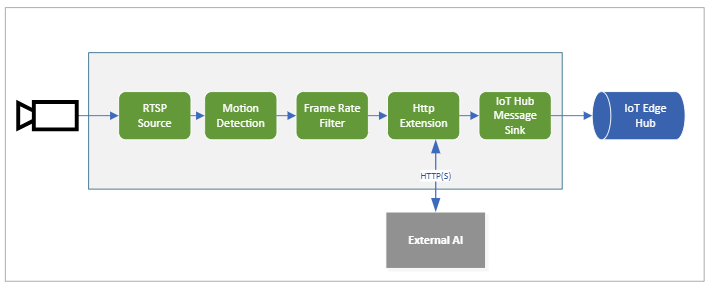 RTSP
Source
Motion
Detection
Frame Rate
Filter
Http
Extension
IoT Hub
Message
Sink
IoT Edge
Hub
HTTP(S)
External AI